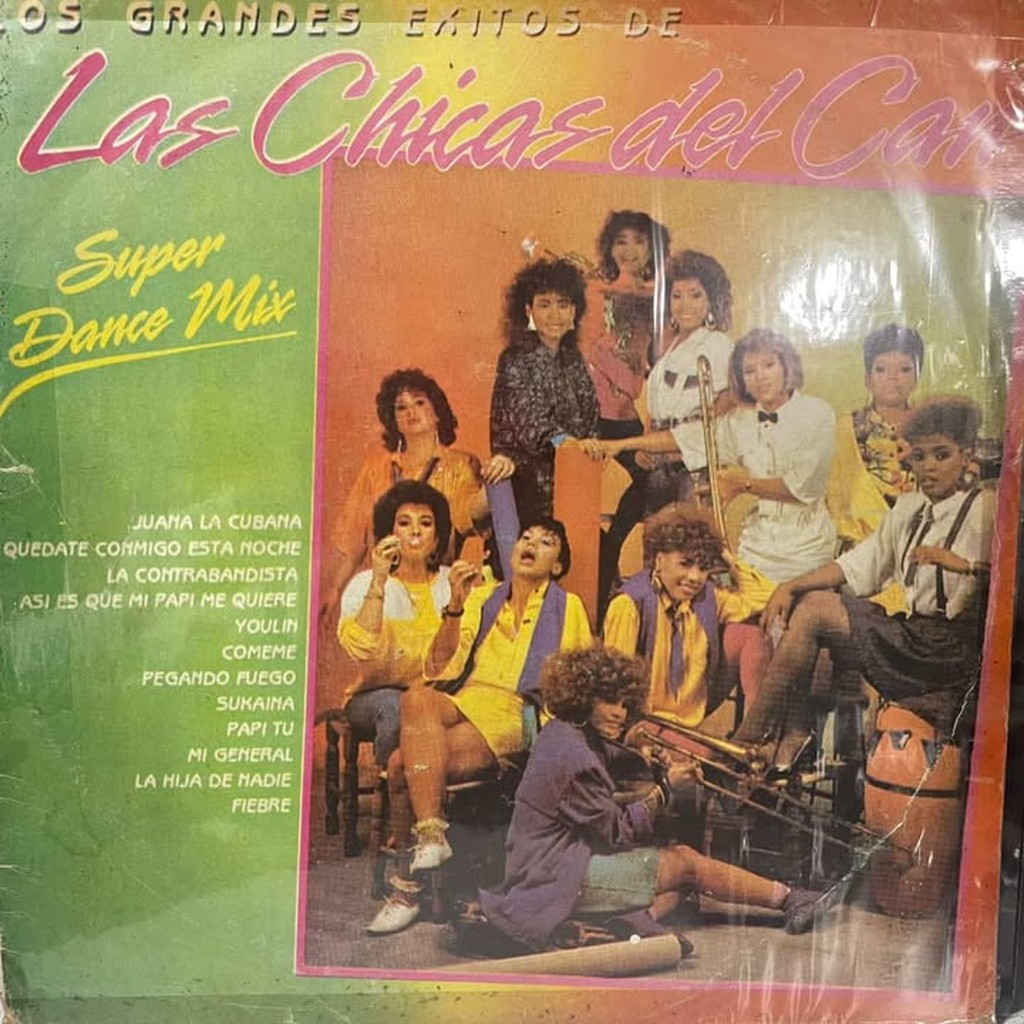 OS GRANDES EXITOS DE
Las Chicas del Can
Super
Dance Mix
JUANA LA CUBANA
QUEDATE CONMIGO ESTA NOCHE
LA CONTRABANDISTA
ASI ES QUE MI PAPI ME QUIERE
YOULIN
COMEME
PEGANDO FUEGO
SUKAINA
PAPI TU
MI GENERAL
LA HIJA DE NADIE
FIEBRE